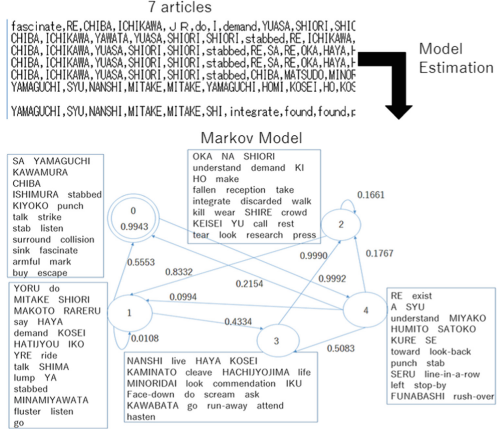 7 articles
fascinate,RE,CHIBA,ICHIKAWA,ＪＲ,do,I,demand,YUASA,SHIORI,SHIO
CHIBA,ICHIKAWA,YAWATA,YUASA,SHIORI,SHIORI,stabbed,RE,ICHIKAWA,
CHIBA,ICHIKAWA,YUASA,SHIORI,SHIORI,stabbed,RE,SA,RE,OKA,HAYA,H
CHIBA,ICHIKAWA,YUASA,SHIORI,SHIORI,stabbed,RE,SA,RE,OKA,HAYA,H
CHIBA,ICHIKAWA,YUASA,SHIORI,SHIORI,stabbed,CHIBA,MATSUDO,MINOR
YAMAGUCHI,SYU,NANSHI,MITAKE,MITAKE,YAMAGUCHI,HOMI,KOSEI,HO,KOS
YAMAGUCHI,SYU,NANSHI,MITAKE,MITAKE,SHI,integrate,found,found,p
Model
Estimation
Markov Model
SA YAMAGUCHI
KAWAMURA
CHIBA
ISHIMURA stabbed
KIYOKO punch
talk strike
stab listen
surround collision
sink fascinate
armful mark
buy escape
OKA NA SHIORI
understand demand KI
HO make
fallen reception take
integrate discarded walk
kill wear SHIRE crowd
KEISEI YU call rest
tear look research press
0
0.9943
2
0.1661
0.5553
0.8332
0.2154
0.9990
0.9992
0.1767
0.0994
1
0.0108
0.4334
3
4
0.5083
YORU do
MITAKE SHIORI
MAKOTO RARERU
say HAYA
demand KOSEI
HATIJYOU IKO
YRE ride
talk SHIMA
lump YA
stabbed
MINAMIYAWATA
fluster listen
go
NANSHI live HAYA KOSEI
KAMINATO cleave HACHIJYOJIMA life
MINORIDAI look commendation IKU
Face-down do scream ask
KAWABATA go run-away attend
hasten
RE exist
A SYU
understand MIYAKO
HUMITO SATOKO
KURE SE
toward look-back
punch stab
SERU line-in-a-row
left stop-by
FUNABASHI rush-over